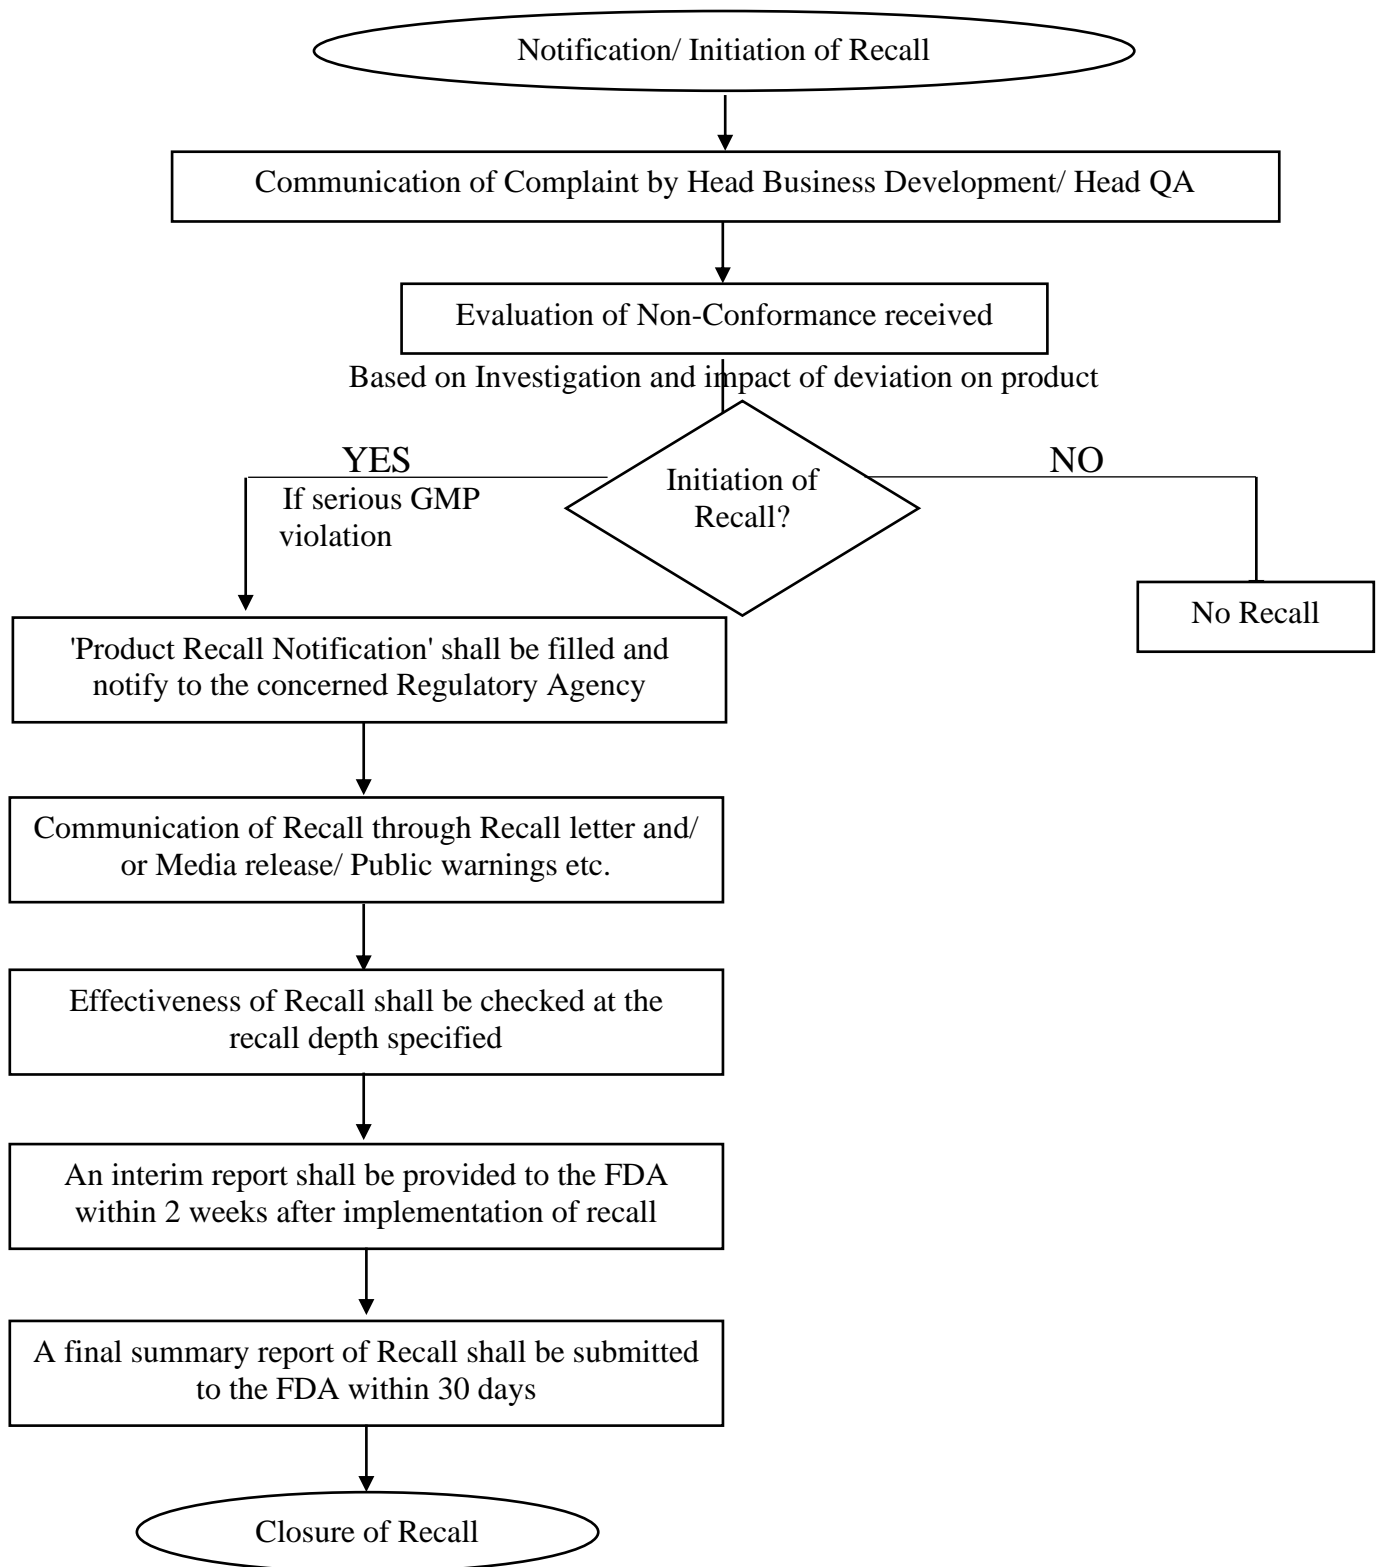 Notification/ Initiation of Recall
Communication of Complaint by Head Business Development/ Head QA
Evaluation of Non-Conformance received
Based on Investigation and impact of deviation on product
YES
NO
Initiation of
Recall?
If serious GMP
violation
No Recall
'Product Recall Notification' shall be filled and
notify to the concerned Regulatory Agency
Communication of Recall through Recall letter and/
or Media release/ Public warnings etc.
Effectiveness of Recall shall be checked at the
recall depth specified
An interim report shall be provided to the FDA
within 2 weeks after implementation of recall
A final summary report of Recall shall be submitted
to the FDA within 30 days
Closure of Recall